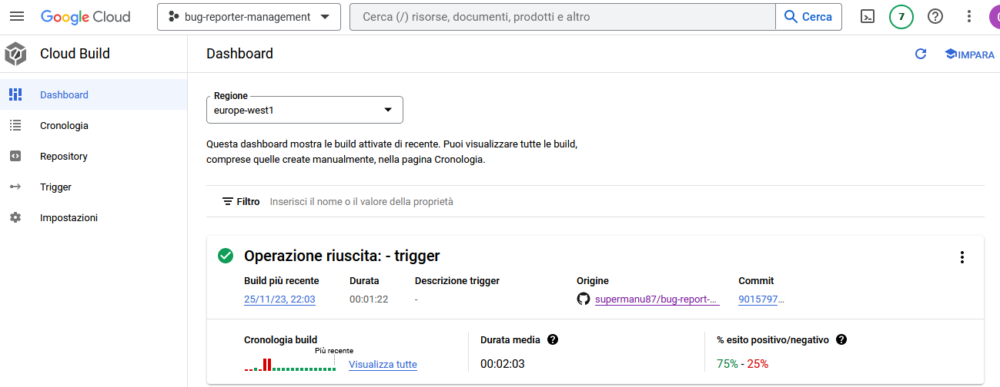 Google Cloud
bug-reporter-management
Cerca (/) risorse, documenti, prodotti e altro
Cerca
7
Cloud Build
Dashboard
IMPARA
Dashboard
Cronologia
Repository
Trigger
Impostazioni
Regione
europe-west1
Questa dashboard mostra le build attivate di recente. Puoi visualizzare tutte le build,
comprese quelle create manualmente, nella pagina Cronologia.
Filtro Inserisci il nome o il valore della proprietà
Operazione riuscita: - trigger
Build più recente Durata Descrizione trigger Origine Commit
25/11/23, 22:03 00:01:22 - supermanu87/bug-report-... 9015797...
Cronologia build Durata media % esito positivo/negativo
Più recente
Visualizza tutte 00:02:03 75% - 25%